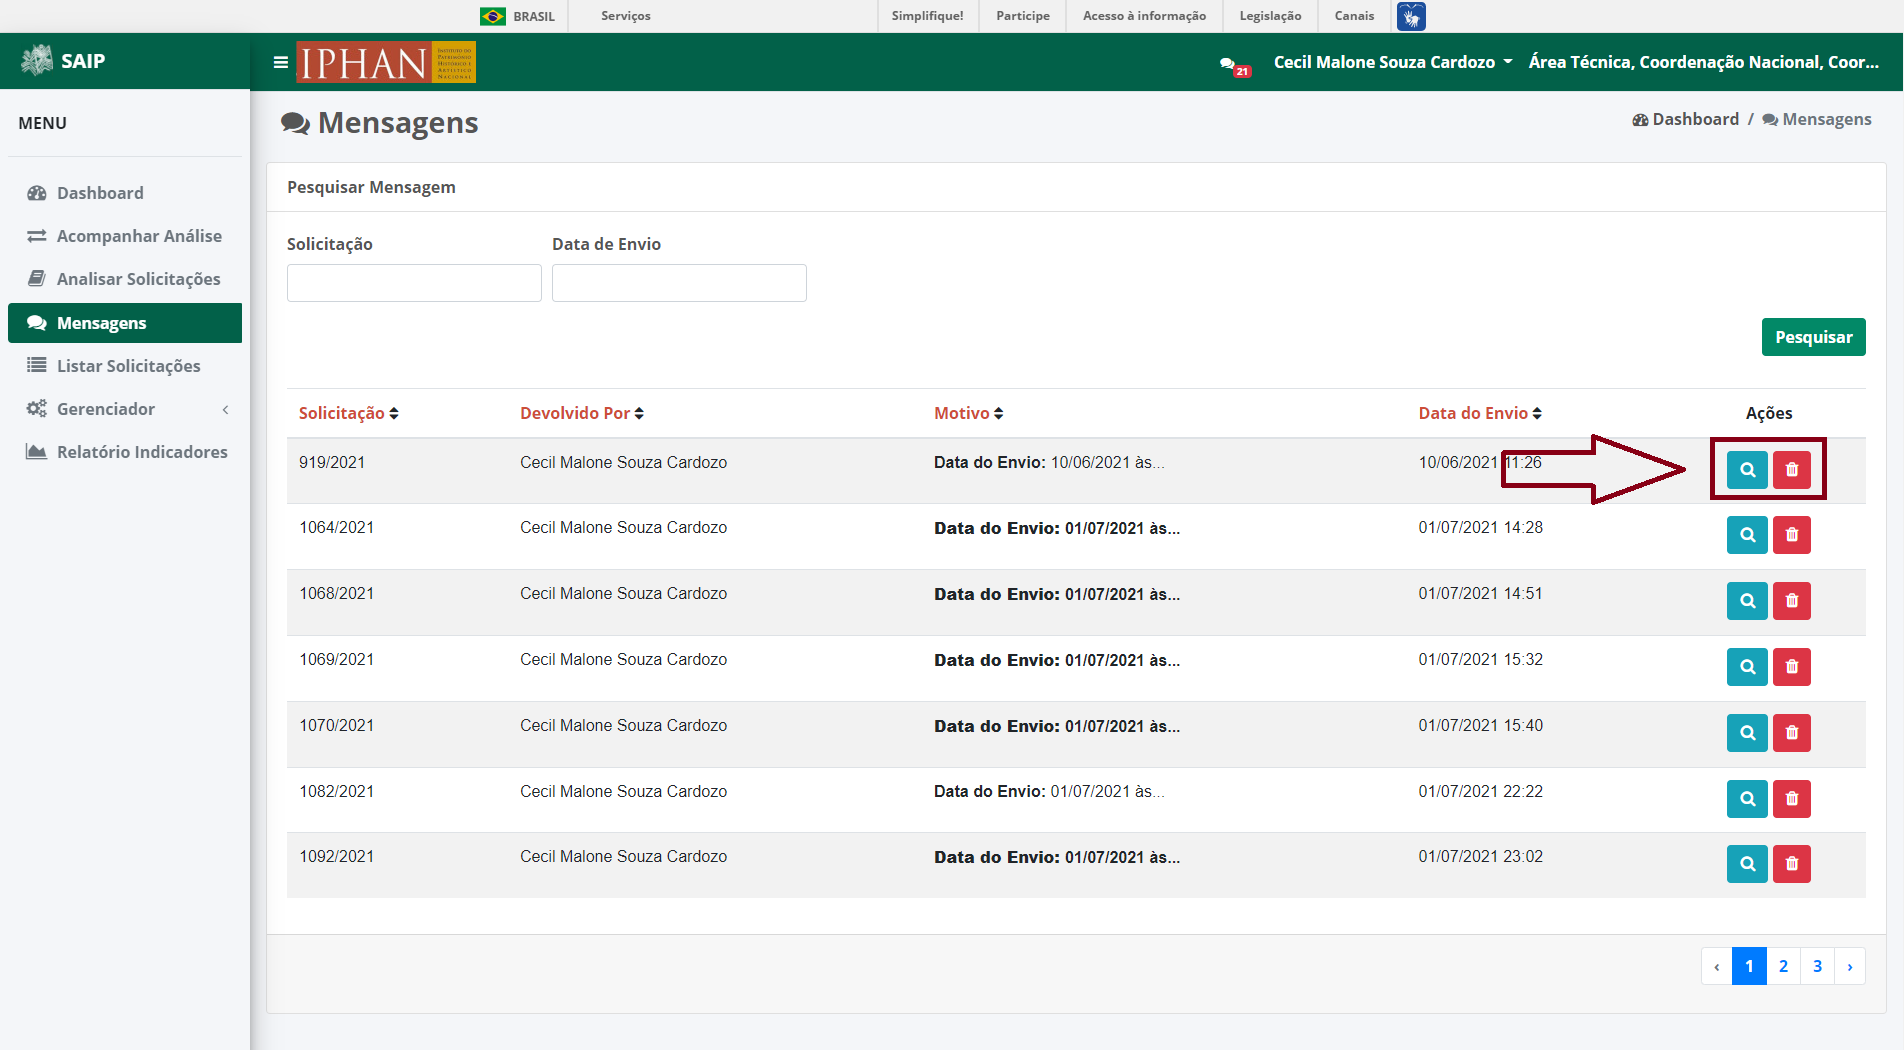 BRASIL Serviços Simplifique! Participe Acesso à informação Legislação Canais
SAIP
IPHAN INSTITUTO DO PATRIMÔNIO HISTÓRICO E ARTÍSTICO NACIONAL
21 Cecil Malone Souza Cardozo Área Técnica, Coordenação Nacional, Coor...
MENU
Dashboard
Acompanhar Análise
Analisar Solicitações
Mensagens
Listar Solicitações
Gerenciador
Relatório Indicadores
Mensagens
Dashboard / Mensagens
Pesquisar Mensagem
Solicitação Data de Envio
Pesquisar
Solicitação Devolvido Por Motivo Data do Envio Ações
919/2021 Cecil Malone Souza Cardozo Data do Envio: 10/06/2021 às... 10/06/2021 11:26
1064/2021 Cecil Malone Souza Cardozo Data do Envio: 01/07/2021 às... 01/07/2021 14:28
1068/2021 Cecil Malone Souza Cardozo Data do Envio: 01/07/2021 às... 01/07/2021 14:51
1069/2021 Cecil Malone Souza Cardozo Data do Envio: 01/07/2021 às... 01/07/2021 15:32
1070/2021 Cecil Malone Souza Cardozo Data do Envio: 01/07/2021 às... 01/07/2021 15:40
1082/2021 Cecil Malone Souza Cardozo Data do Envio: 01/07/2021 às... 01/07/2021 22:22
1092/2021 Cecil Malone Souza Cardozo Data do Envio: 01/07/2021 às... 01/07/2021 23:02
‹ 1 2 3 ›